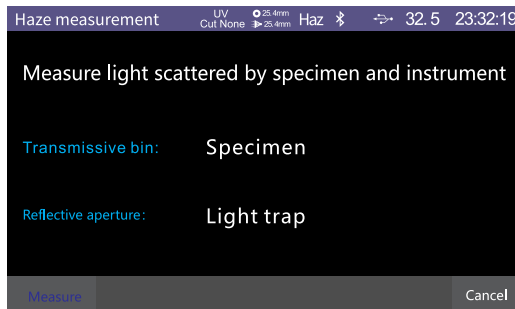 Haze measurement UV Cut None 25.4mm 25.4mm Haz 32.5 23:32:19
Measure light scattered by specimen and instrument
Transmissive bin: Specimen
Reflective aperture: Light trap
Measure Cancel